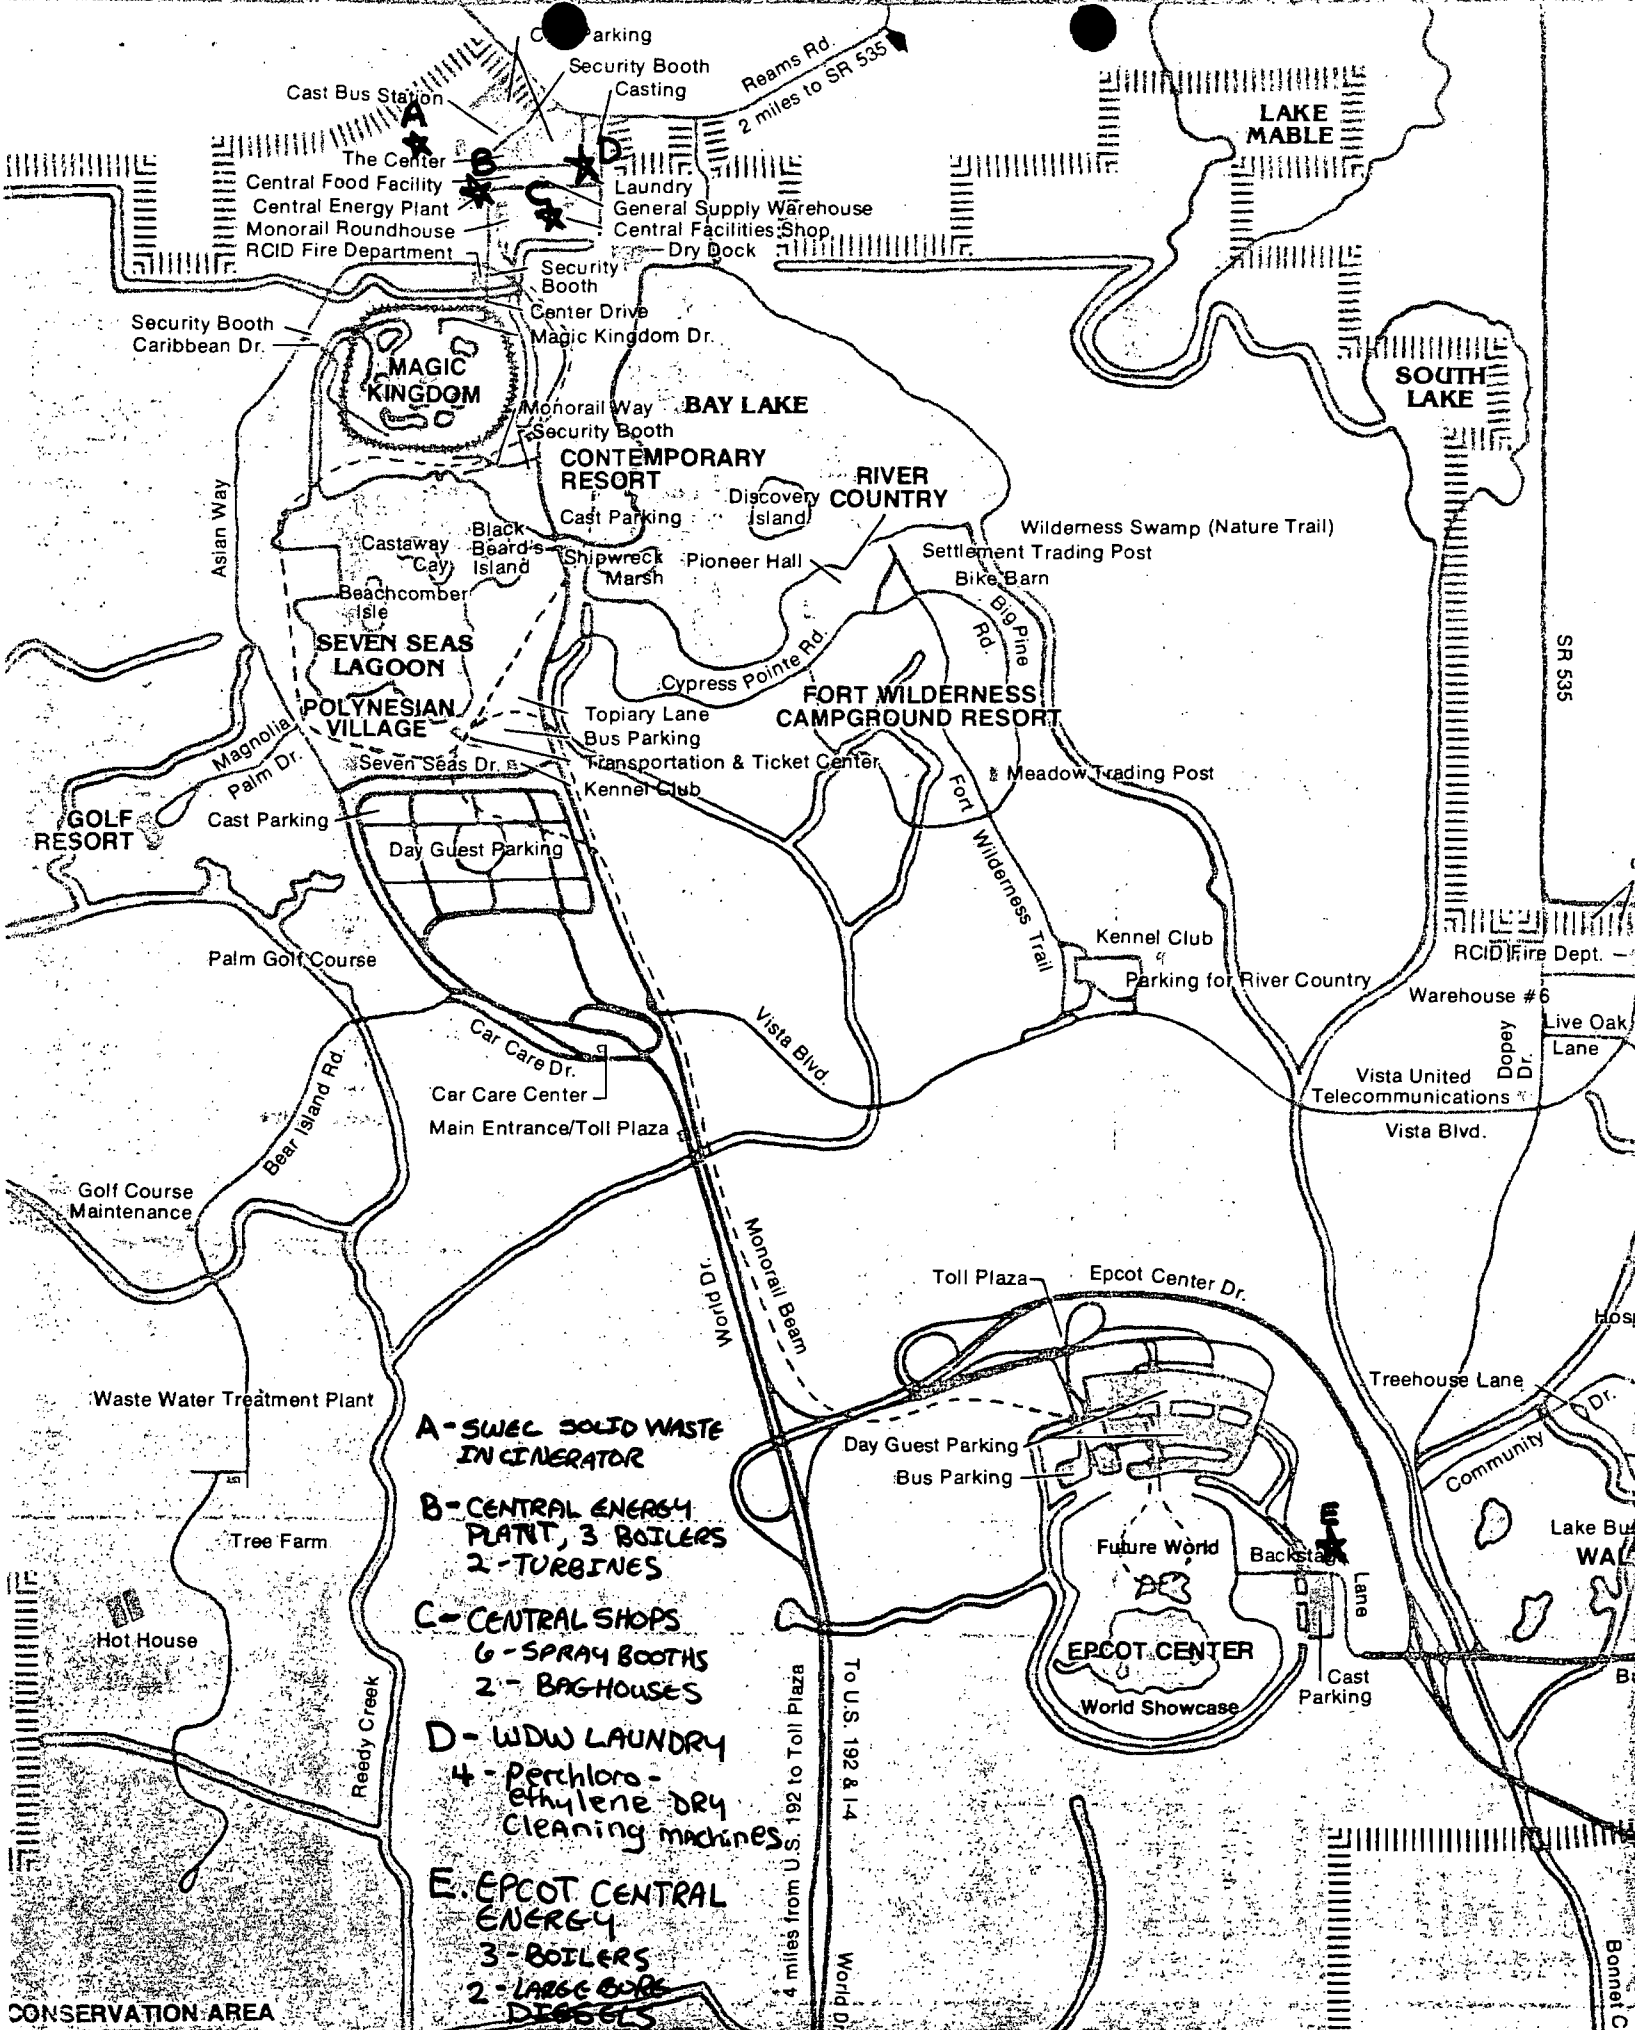 Parking
Security Booth
Casting
Cast Bus Station
A
Reams Rd.
2 miles to SR 535
LAKE
MABLE
The Center
B
D
Central Food Facility
C
Laundry
Central Energy Plant
General Supply Warehouse
Monorail Roundhouse
Central Facilities Shop
RCID Fire Department
Dry Dock
Security
Booth
Center Drive
Security Booth
Caribbean Dr.
Magic Kingdom Dr.
MAGIC
KINGDOM
SOUTH
LAKE
Monorail Way
BAY LAKE
Security Booth
CONTEMPORARY
RESORT
RIVER
COUNTRY
Discovery
Island
Asian Way
Cast Parking
Wilderness Swamp (Nature Trail)
Castaway
Cay
Black
Beard's
Island
Shipwreck
Marsh
Pioneer Hall
Settlement Trading Post
Bike Barn
Beachcomber
Isle
Big Pine
Rd.
SEVEN SEAS
LAGOON
SR 535
Cypress Pointe Rd.
FORT WILDERNESS
CAMPGROUND RESORT
POLYNESIAN
VILLAGE
Topiary Lane
Magnolia
Palm Dr.
Bus Parking
Seven Seas Dr.
Transportation & Ticket Center
Meadow Trading Post
Kennel Club
GOLF
RESORT
Cast Parking
Day Guest Parking
Fort Wilderness Trail
Kennel Club
Palm Golf Course
RCID Fire Dept.
Parking for River Country
Warehouse #6
Live Oak
Lane
Dopey
Dr.
Car Care Dr.
Vista Blvd.
Bear Island Rd.
Car Care Center
Vista United
Telecommunications
Main Entrance/Toll Plaza
Vista Blvd.
Golf Course
Maintenance
World Dr.
Monorail Beam
Toll Plaza
Epcot Center Dr.
Treehouse Lane
Dr.
Community
Waste Water Treatment Plant
A-SWEC SOLID WASTE
INCINERATOR
Day Guest Parking
Bus Parking
B-CENTRAL ENERGY
PLANT, 3 BOILERS
2-TURBINES
Tree Farm
E
Future World
Backstage
Lane
Lake Bu
WAL
C-CENTRAL SHOPS
6-SPRAY BOOTHS
2-BAGHOUSES
Hot House
EPCOT CENTER
World Showcase
Cast
Parking
Reedy Creek
4 miles from U.S. 192 to Toll Plaza
To U.S. 192 & I-4
D-WDW LAUNDRY
4-Perchloro-
ethylene DRY
Cleaning machines
E. EPCOT CENTRAL
ENERGY
3-BOILERS
2-LARGE BORE
DIESELS
World D
Bonnet C
CONSERVATION AREA